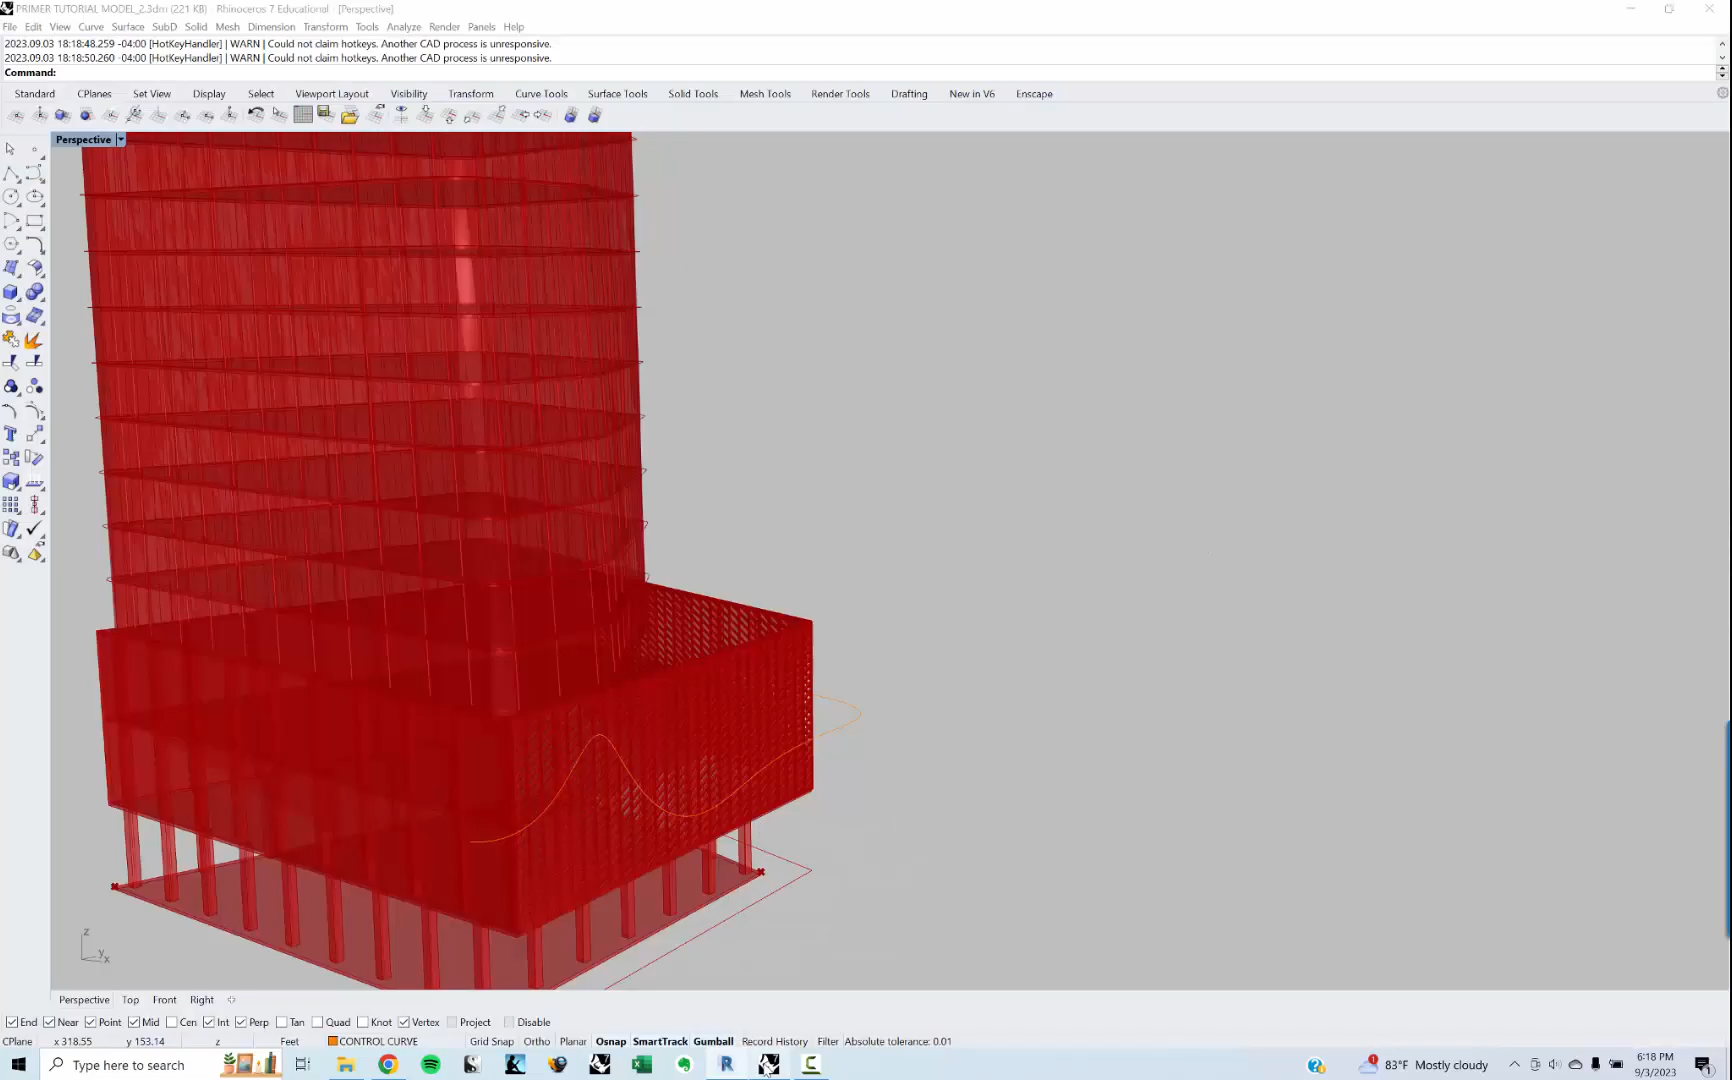 PRIMER TUTORIAL MODEL_2.3dm (221 KB) - Rhinoceros 7 Educational - [Perspective]
File Edit View Curve Surface SubD Solid Mesh Dimension Transform Tools Analyze Render Panels Help
2023.09.03 18:18:48.259 -04:00 [HotKeyHandler] | WARN | Could not claim hotkeys. Another CAD process is unresponsive.
2023.09.03 18:18:50.260 -04:00 [HotKeyHandler] | WARN | Could not claim hotkeys. Another CAD process is unresponsive.
Command:
Standard CPlanes Set View Display Select Viewport Layout Visibility Transform Curve Tools Surface Tools Solid Tools Mesh Tools Render Tools Drafting New in V6 Enscape
Perspective
z
y
x
Perspective Top Front Right
End Near Point Mid Cen Int Perp Tan Quad Knot Vertex Project Disable
CPlane x 318.55 y 153.14 z Feet CONTROL CURVE Grid Snap Ortho Planar Osnap SmartTrack Gumball Record History Filter Absolute tolerance: 0.01
Type here to search
83°F Mostly cloudy
6:18 PM
9/3/2023